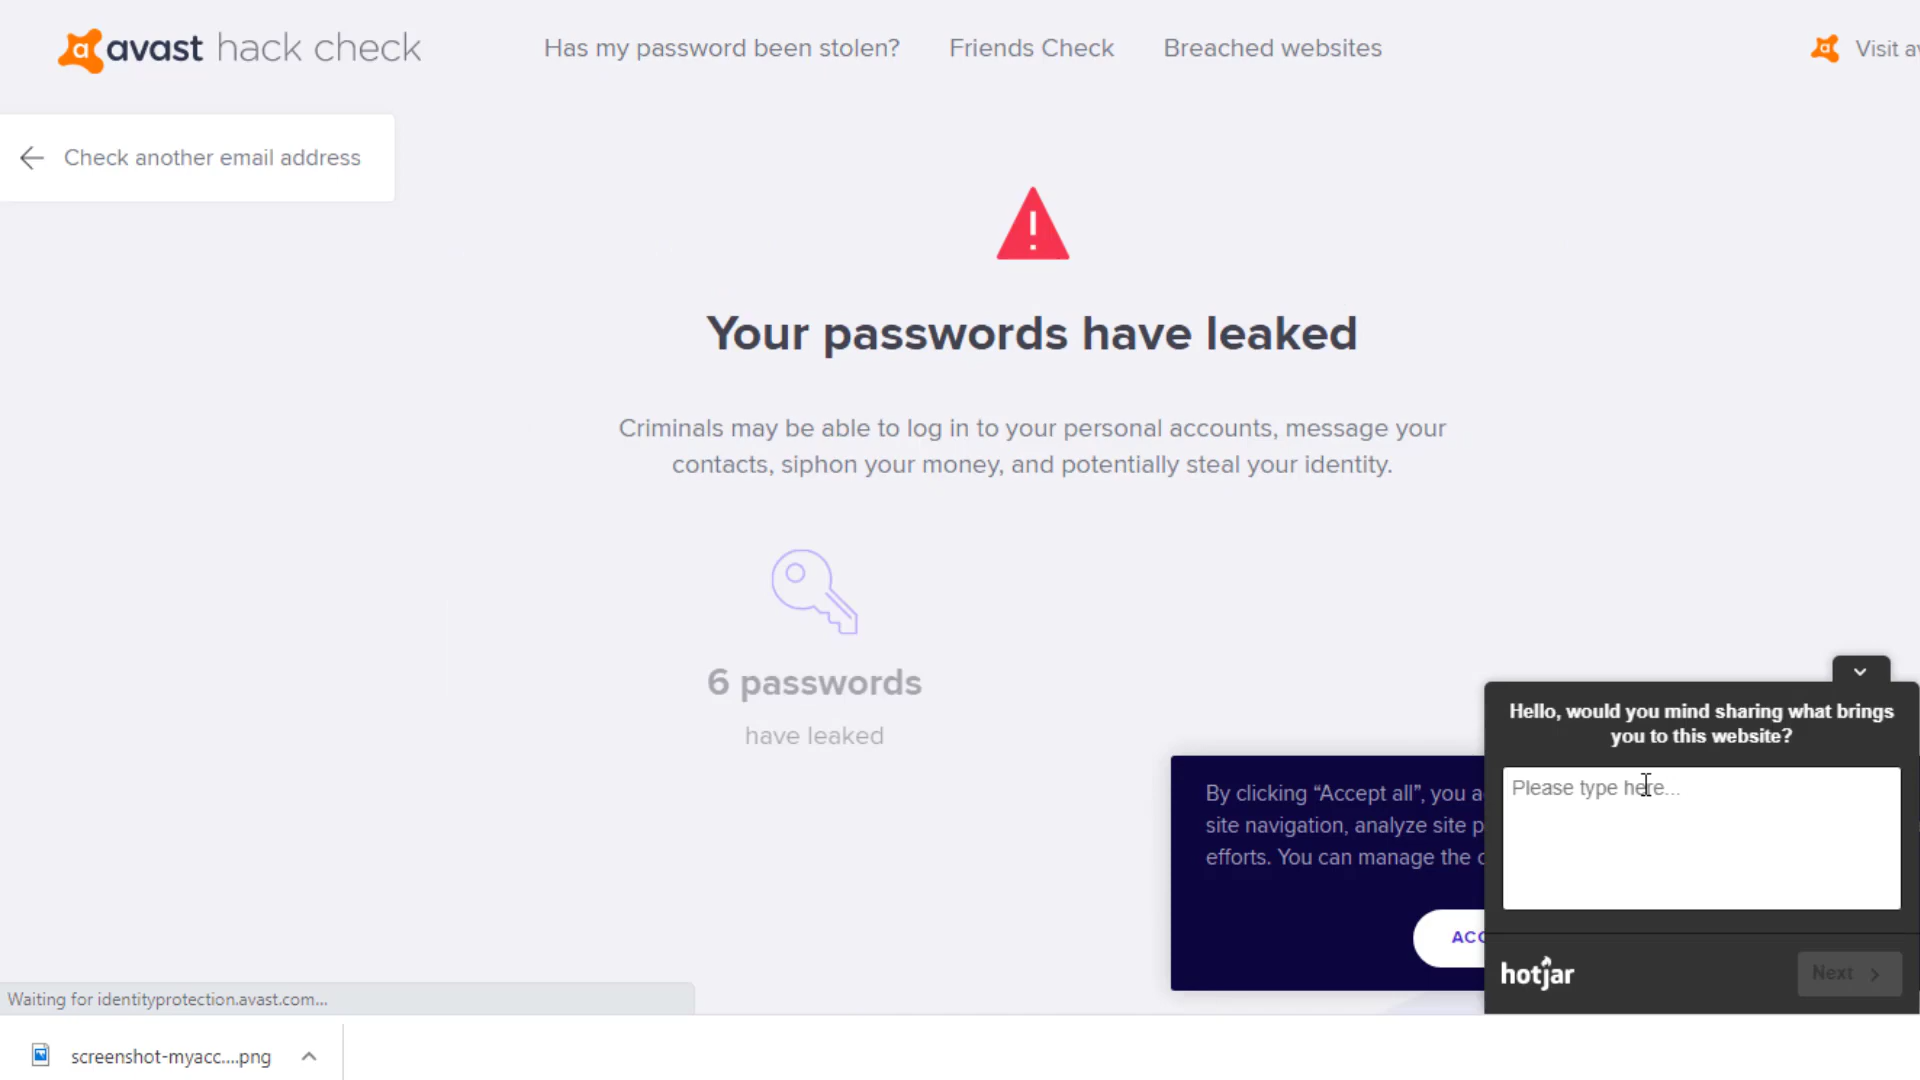 avast hack check
Has my password been stolen?
Friends Check
Breached websites
Visit av
Check another email address
Your passwords have leaked
Criminals may be able to log in to your personal accounts, message your
contacts, siphon your money, and potentially steal your identity.
6 passwords
have leaked
Hello, would you mind sharing what brings
you to this website?
Please type here...
By clicking “Accept all”, you a
site navigation, analyze site p
efforts. You can manage the c
ACC
hotjar
Next
Waiting for identityprotection.avast.com...
screenshot-myacc....png